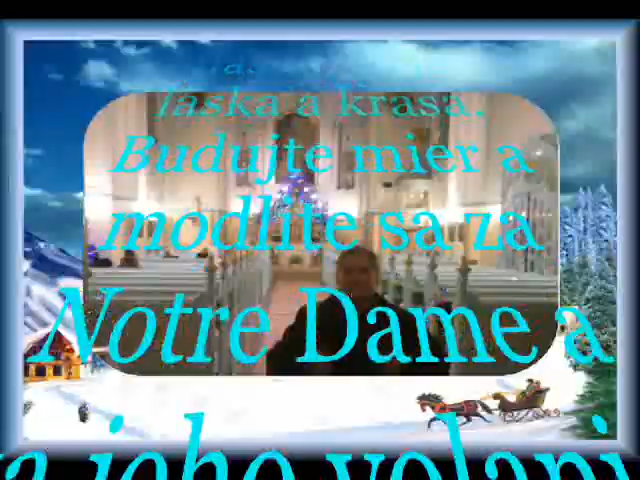 láska a krása.
Budujte mier a
modlite sa za
Notre Dame a
jeho volani